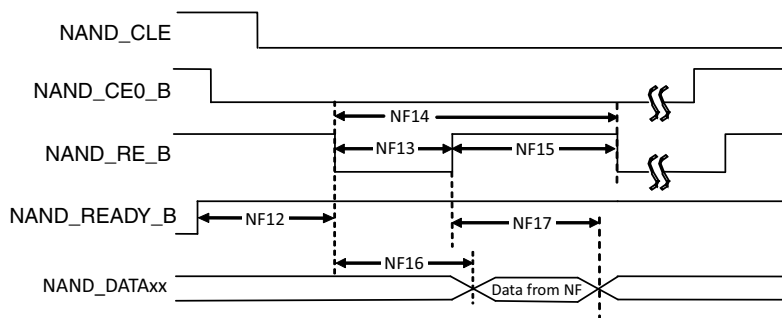 NAND_CLE
NAND_CE0_B
NF14
NAND_RE_B
NF13
NF15
NAND_READY_B
NF12
NF17
NF16
NAND_DATAxx
Data from NF